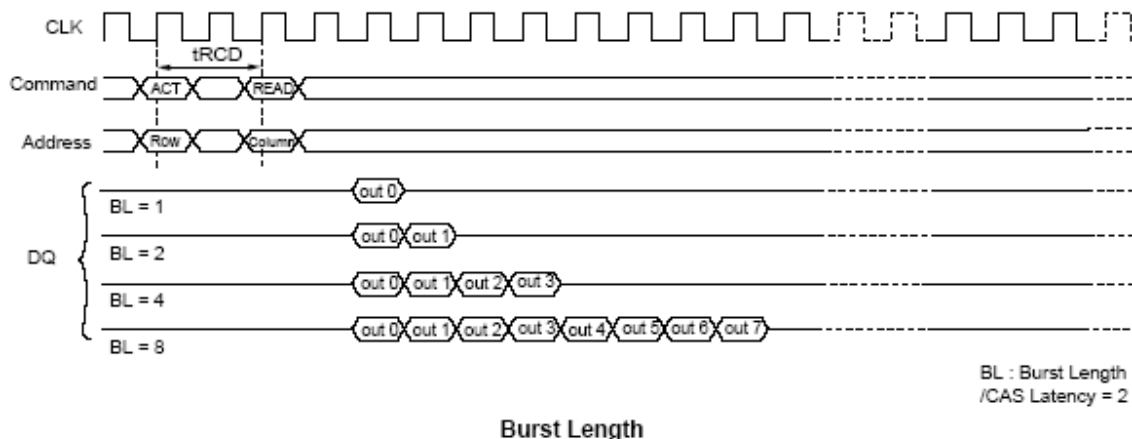 CLK
tRCD
Command ACT READ
Address Row Column
out 0
BL = 1
out 0 out 1
BL = 2
DQ
out 0 out 1 out 2 out 3
BL = 4
out 0 out 1 out 2 out 3 out 4 out 5 out 6 out 7
BL = 8
BL : Burst Length
/CAS Latency = 2
Burst Length